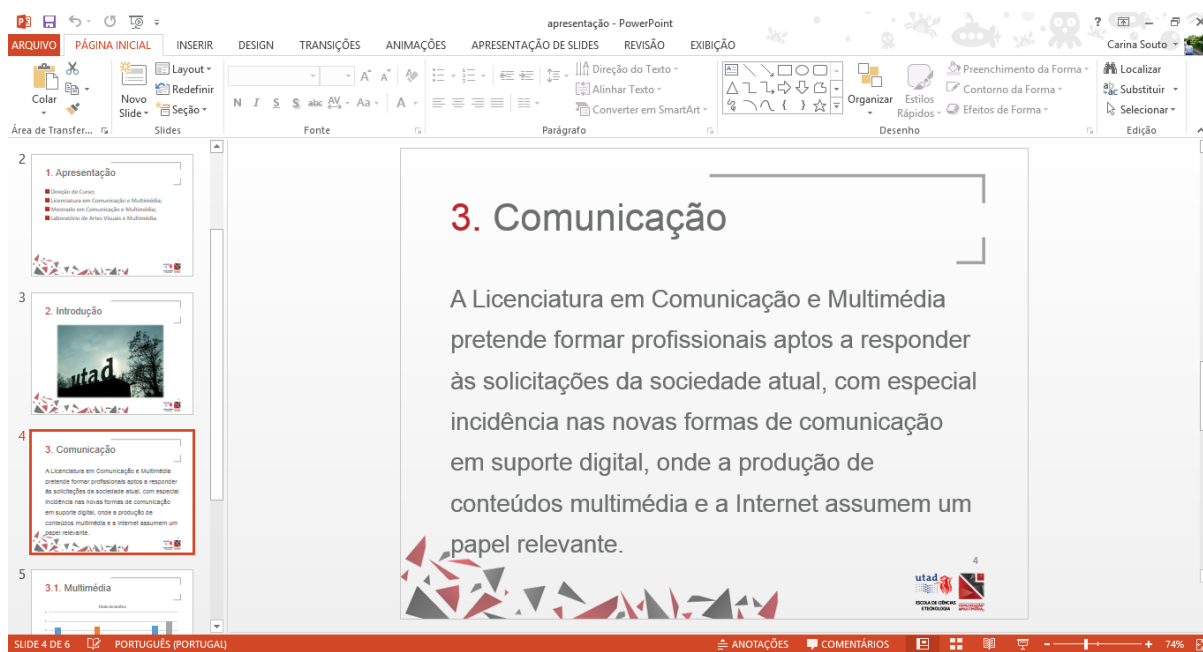 apresentação - PowerPoint
?
ARQUIVO PÁGINA INICIAL INSERIR DESIGN TRANSIÇÕES ANIMAÇÕES APRESENTAÇÃO DE SLIDES REVISÃO EXIBIÇÃO Carina Souto
Colar
Área de Transfer...
Novo
Slide
Layout
Redefinir
Seção
Slides
N I S S abc AV Aa A
Fonte
Direção do Texto
Alinhar Texto
Converter em SmartArt
Parágrafo
Organizar
Estilos
Rápidos
Preenchimento da Forma
Contorno da Forma
Efeitos de Forma
Desenho
Localizar
Substituir
Selecionar
Edição
2
1. Apresentação
Direção de Curso;
Licenciatura em Comunicação e Multimédia;
Mestrado em Comunicação e Multimédia;
Laboratório de Artes Visuais e Multimédia.
3
2. Introdução
utad
4
3. Comunicação
A Licenciatura em Comunicação e Multimédia
pretende formar profissionais aptos a responder
às solicitações da sociedade atual, com especial
incidência nas novas formas de comunicação
em suporte digital, onde a produção de
conteúdos multimédia e a Internet assumem um
papel relevante.
5
3.1. Multimédia
3. Comunicação
A Licenciatura em Comunicação e Multimédia
pretende formar profissionais aptos a responder
às solicitações da sociedade atual, com especial
incidência nas novas formas de comunicação
em suporte digital, onde a produção de
conteúdos multimédia e a Internet assumem um
papel relevante.
4
utad
ESCOLA DE CIÊNCIAS
E TECNOLOGIA
SLIDE 4 DE 6 PORTUGUÊS (PORTUGAL) ANOTAÇÕES COMENTÁRIOS 74%